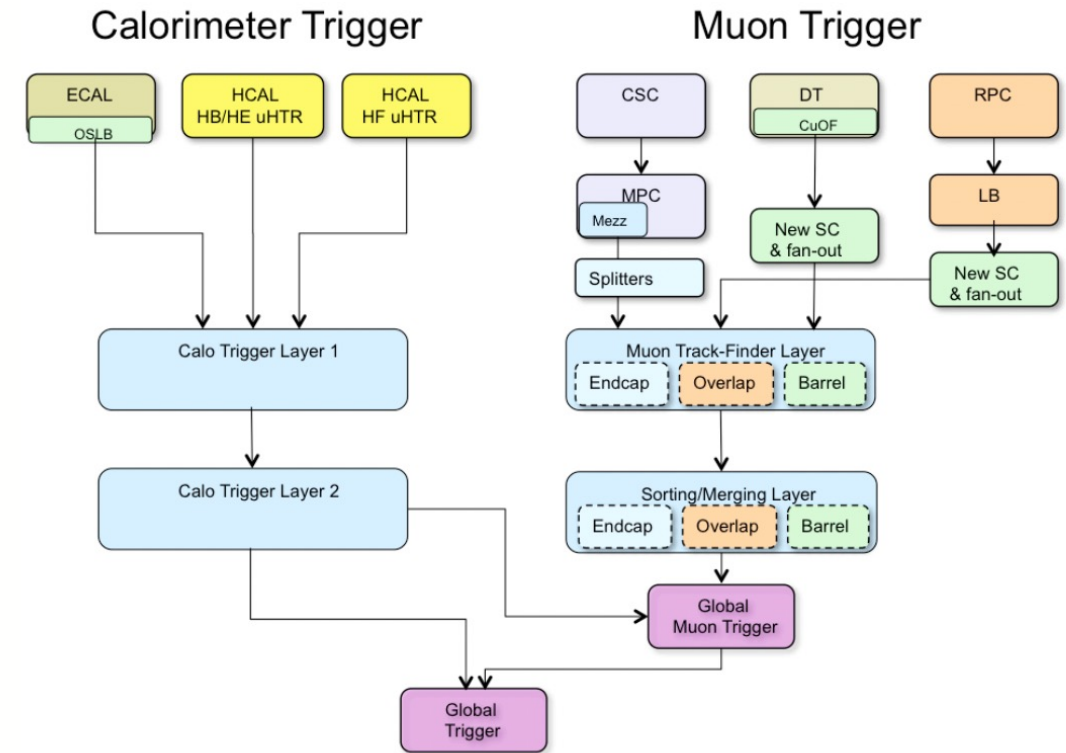 Calorimeter Trigger
Muon Trigger
ECAL
OSLB
HCAL
HB/HE uHTR
HCAL
HF uHTR
CSC
DT
CuOF
RPC
MPC
Mezz
LB
New SC
& fan-out
Splitters
New SC
& fan-out
Calo Trigger Layer 1
Muon Track-Finder Layer
Endcap
Overlap
Barrel
Calo Trigger Layer 2
Sorting/Merging Layer
Endcap
Overlap
Barrel
Global
Muon Trigger
Global
Trigger